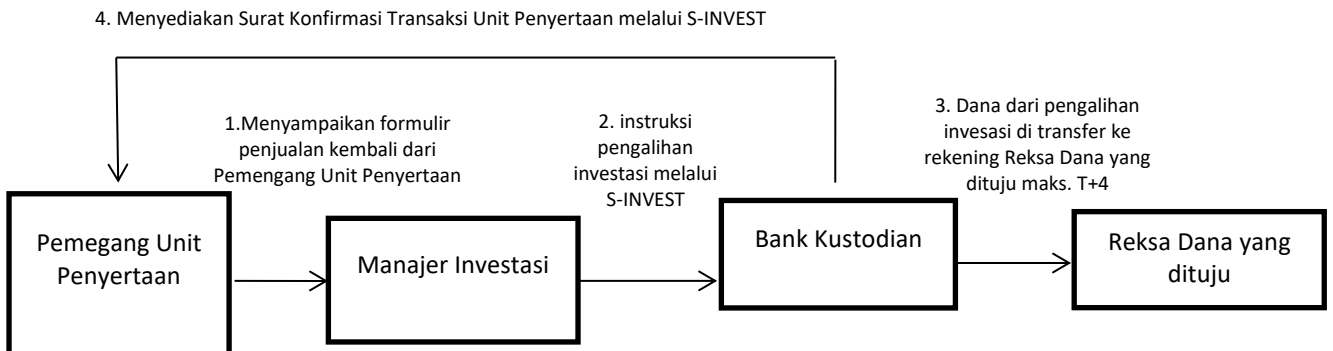 4. Menyediakan Surat Konfirmasi Transaksi Unit Penyertaan melalui S-INVEST
1.Menyampaikan formulir
penjualan kembali dari
Pemengang Unit Penyertaan
2. instruksi
pengalihan
investasi melalui
S-INVEST
3. Dana dari pengalihan
invesasi di transfer ke
rekening Reksa Dana yang
dituju maks. T+4
Pemegang Unit
Penyertaan
Manajer Investasi
Bank Kustodian
Reksa Dana yang
dituju